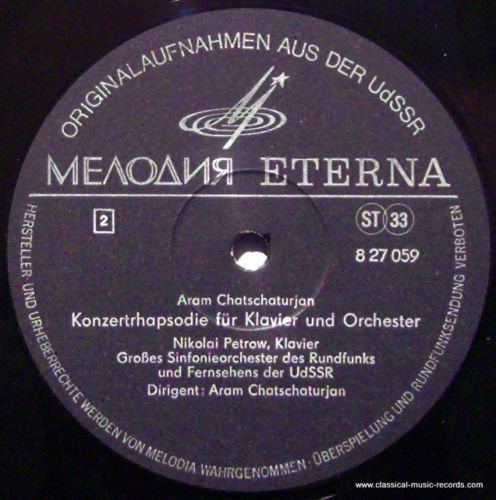 ORIGINALAUFNAHMEN AUS DER UdSSR
МЕЛОДИЯ ETERNA
2
ST 33
8 27 059
Aram Chatschaturjan
Konzertrhapsodie für Klavier und Orchester
Nikolai Petrow, Klavier
Großes Sinfonieorchester des Rundfunks
und Fernsehens der UdSSR
Dirigent: Aram Chatschaturjan
HERSTELLER- UND URHEBERRECHTE WERDEN VON MELODIA WAHRGENOMMEN · ÜBERSPIELUNG UND RUNDFUNKSENDUNG VERBOTEN
www.classical-music-records.com